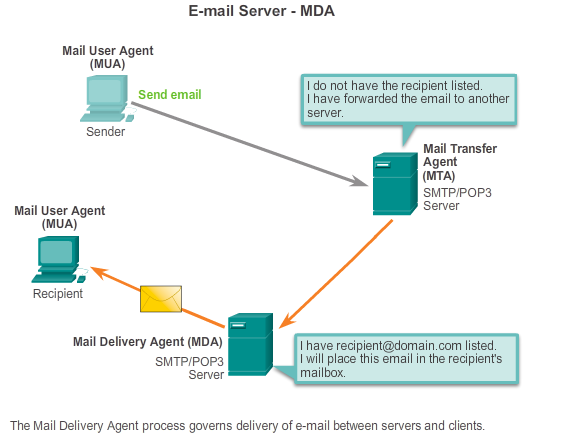 E-mail Server - MDA
Mail User Agent
(MUA)
Send email
Sender
I do not have the recipient listed.
I have forwarded the email to another
server.
Mail Transfer
Agent
(MTA)
SMTP/POP3
Server
Mail User Agent
(MUA)
Recipient
Mail Delivery Agent (MDA)
SMTP/POP3
Server
I have recipient@domain.com listed.
I will place this email in the recipient's
mailbox.
The Mail Delivery Agent process governs delivery of e-mail between servers and clients.